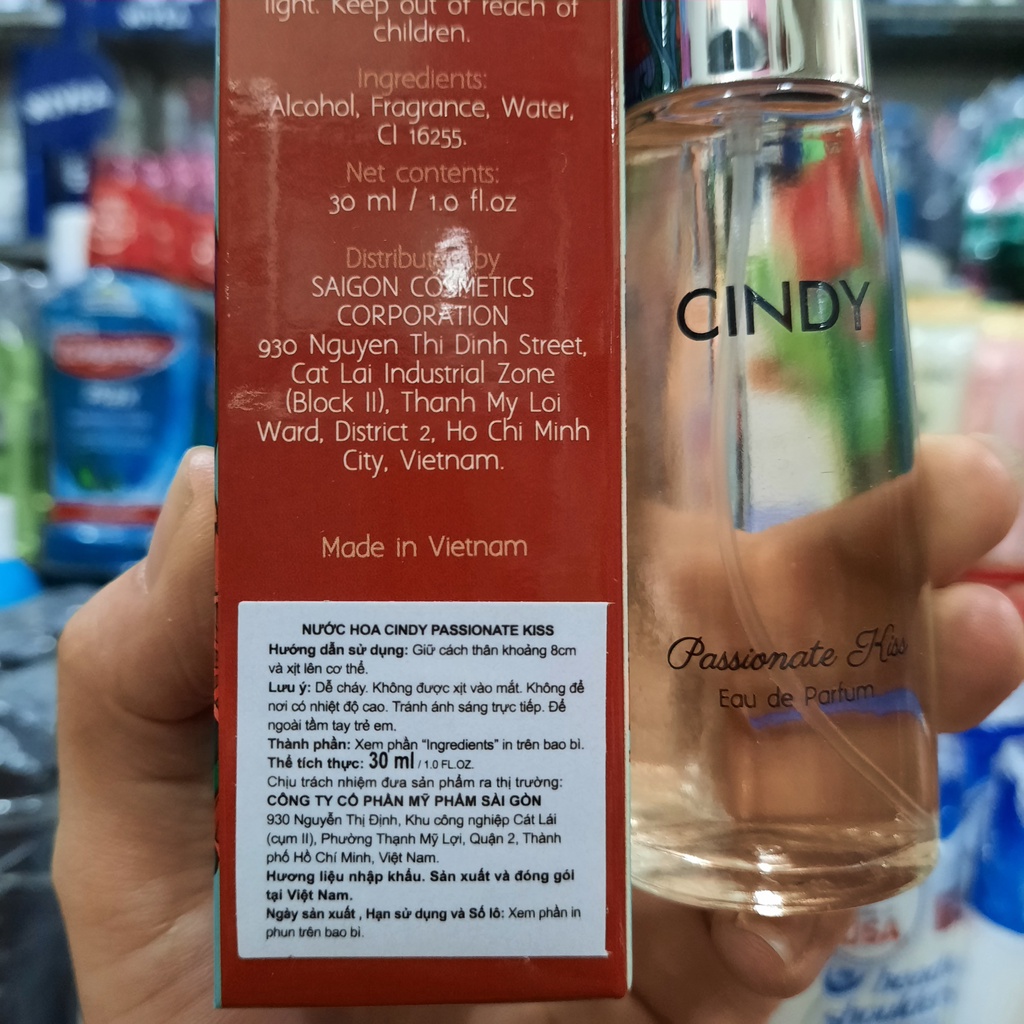 light. Keep out of reach of
children.
Ingredients:
Alcohol, Fragrance, Water,
CI 16255.
Net contents:
30 ml / 1.0 fl.oz
Distributed by
SAIGON COSMETICS
CORPORATION
930 Nguyen Thi Dinh Street,
Cat Lai Industrial Zone
(Block II), Thanh My Loi
Ward, District 2, Ho Chi Minh
City, Vietnam.
Made in Vietnam
NƯỚC HOA CINDY PASSIONATE KISS
Hướng dẫn sử dụng: Giữ cách thân khoảng 8cm
và xịt lên cơ thể.
Lưu ý: Dễ cháy. Không được xịt vào mắt. Không để
nơi có nhiệt độ cao. Tránh ánh sáng trực tiếp. Để
ngoài tầm tay trẻ em.
Thành phần: Xem phần "Ingredients" in trên bao bì.
Thể tích thực: 30 ml / 1.0 FL.OZ.
Chịu trách nhiệm đưa sản phẩm ra thị trường:
CÔNG TY CỔ PHẦN MỸ PHẨM SÀI GÒN
930 Nguyễn Thị Định, Khu công nghiệp Cát Lái
(cụm II), Phường Thạnh Mỹ Lợi, Quận 2, Thành
phố Hồ Chí Minh, Việt Nam.
Hương liệu nhập khẩu. Sản xuất và đóng gói
tại Việt Nam.
Ngày sản xuất , Hạn sử dụng và Số lô: Xem phần in
phun trên bao bì.
CINDY
Passionate Kiss
Eau de Parfum
NIVEA
Colgate